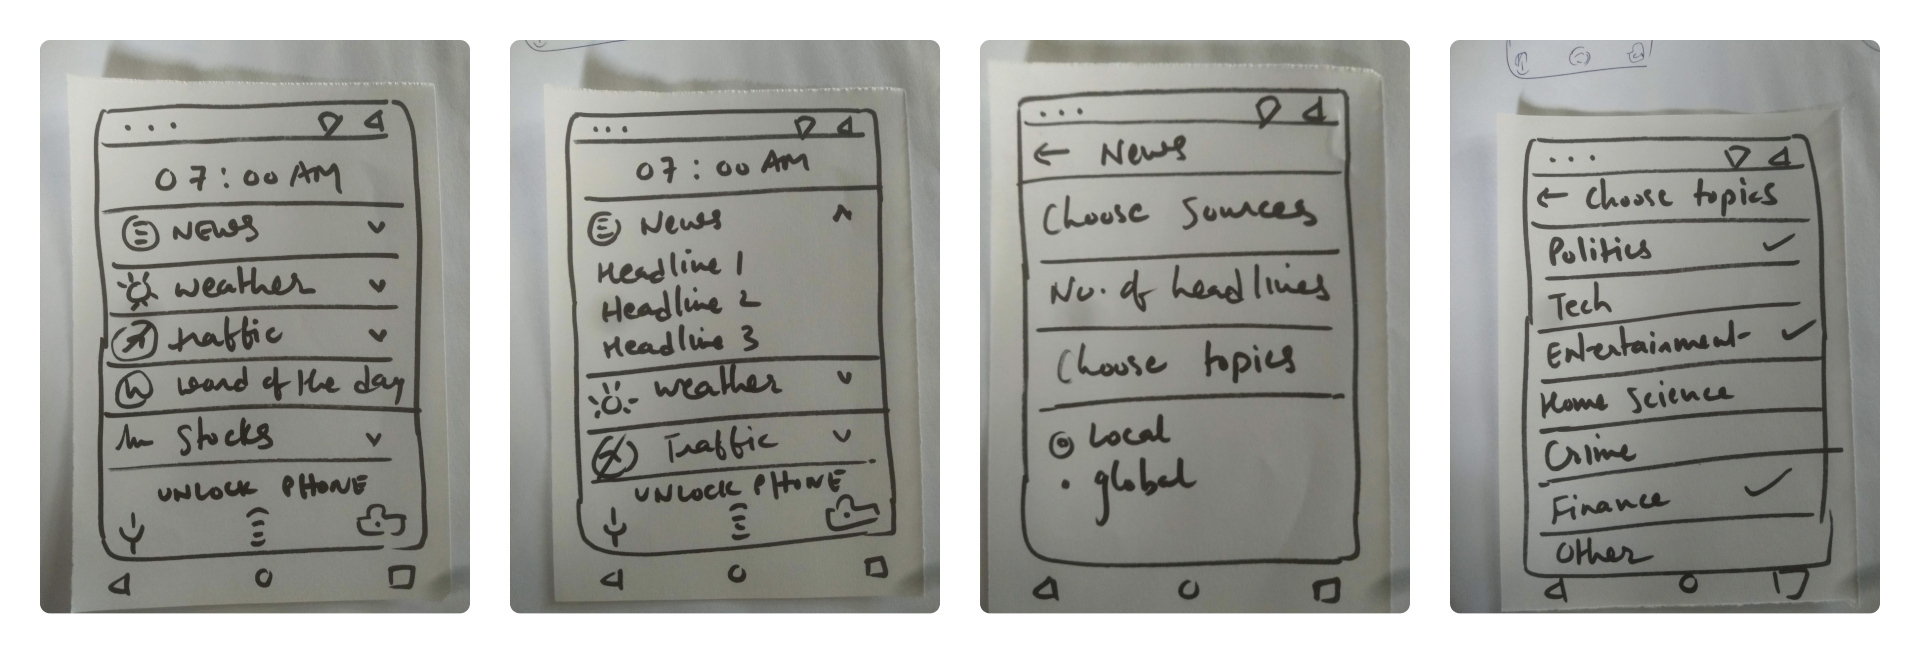 07:00 AM
NEWS
weather
traffic
word of the day
Stocks
UNLOCK PHONE
07:00 AM
News
Headline 1
Headline 2
Headline 3
weather
Traffic
UNLOCK PHONE
← News
Choose Sources
No. of headlines
Choose topics
Local
global
← Choose topics
Politics ✓
Tech
Entertainment ✓
Home Science
Crime
Finance ✓
Other